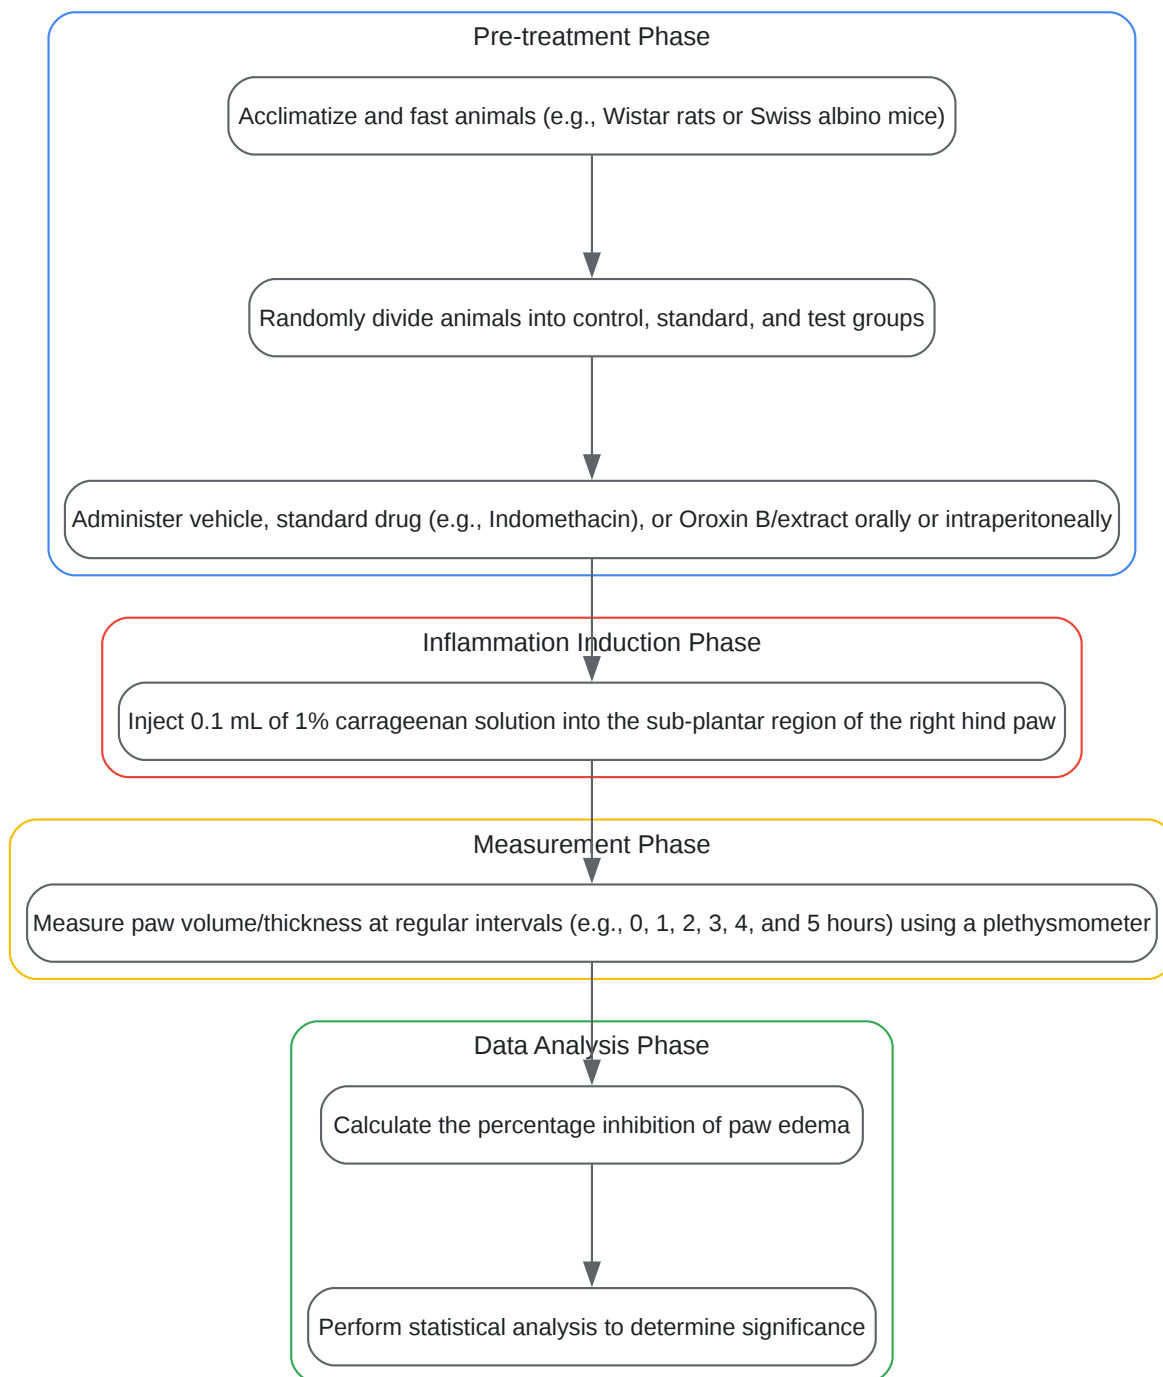 Pre-treatment Phase
Acclimatize and fast animals (e.g., Wistar rats or Swiss albino mice)
Randomly divide animals into control, standard, and test groups
Administer vehicle, standard drug (e.g., Indomethacin), or Oroxin B/extract orally or intraperitoneally
Inflammation Induction Phase
Inject 0.1 mL of 1% carrageenan solution into the sub-plantar region of the right hind paw
Measurement Phase
Measure paw volume/thickness at regular intervals (e.g., 0, 1, 2, 3, 4, and 5 hours) using a plethysmometer
Data Analysis Phase
Calculate the percentage inhibition of paw edema
Perform statistical analysis to determine significance